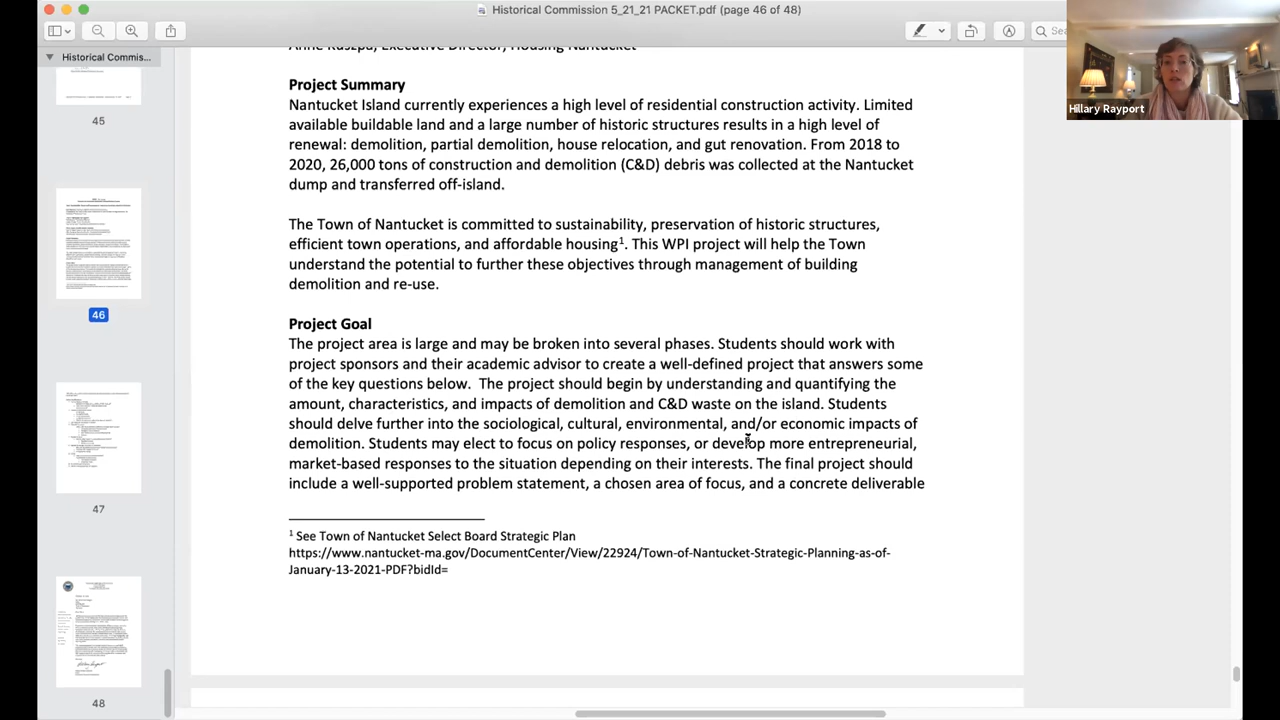 Historical Commission 5_21_21 PACKET.pdf (page 46 of 48)
Historical Commis...
Sea
Hillary Rayport
45
46
47
48
Anne Kuszpa, Executive Director, Housing Nantucket
Project Summary
Nantucket Island currently experiences a high level of residential construction activity. Limited
available buildable land and a large number of historic structures results in a high level of
renewal: demolition, partial demolition, house relocation, and gut renovation. From 2018 to
2020, 26,000 tons of construction and demolition (C&D) debris was collected at the Nantucket
dump and transferred off-island.
The Town of Nantucket is committed to sustainability, preservation of historic structures,
efficient town operations, and affordable housing¹. This WPI project will help the Town
understand the potential to further these objectives through management of building
demolition and re-use.
Project Goal
The project area is large and may be broken into several phases. Students should work with
project sponsors and their academic advisor to create a well-defined project that answers some
of the key questions below. The project should begin by understanding and quantifying the
amount, characteristics, and impacts of demolition and C&D waste on the island. Students
should delve further into the sociological, cultural, environmental, and/or economic impacts of
demolition. Students may elect to focus on policy responses, or develop more entrepreneurial,
market-based responses to the situation depending on their interests. The final project should
include a well-supported problem statement, a chosen area of focus, and a concrete deliverable
¹ See Town of Nantucket Select Board Strategic Plan
https://www.nantucket-ma.gov/DocumentCenter/View/22924/Town-of-Nantucket-Strategic-Planning-as-of-
January-13-2021-PDF?bidId=